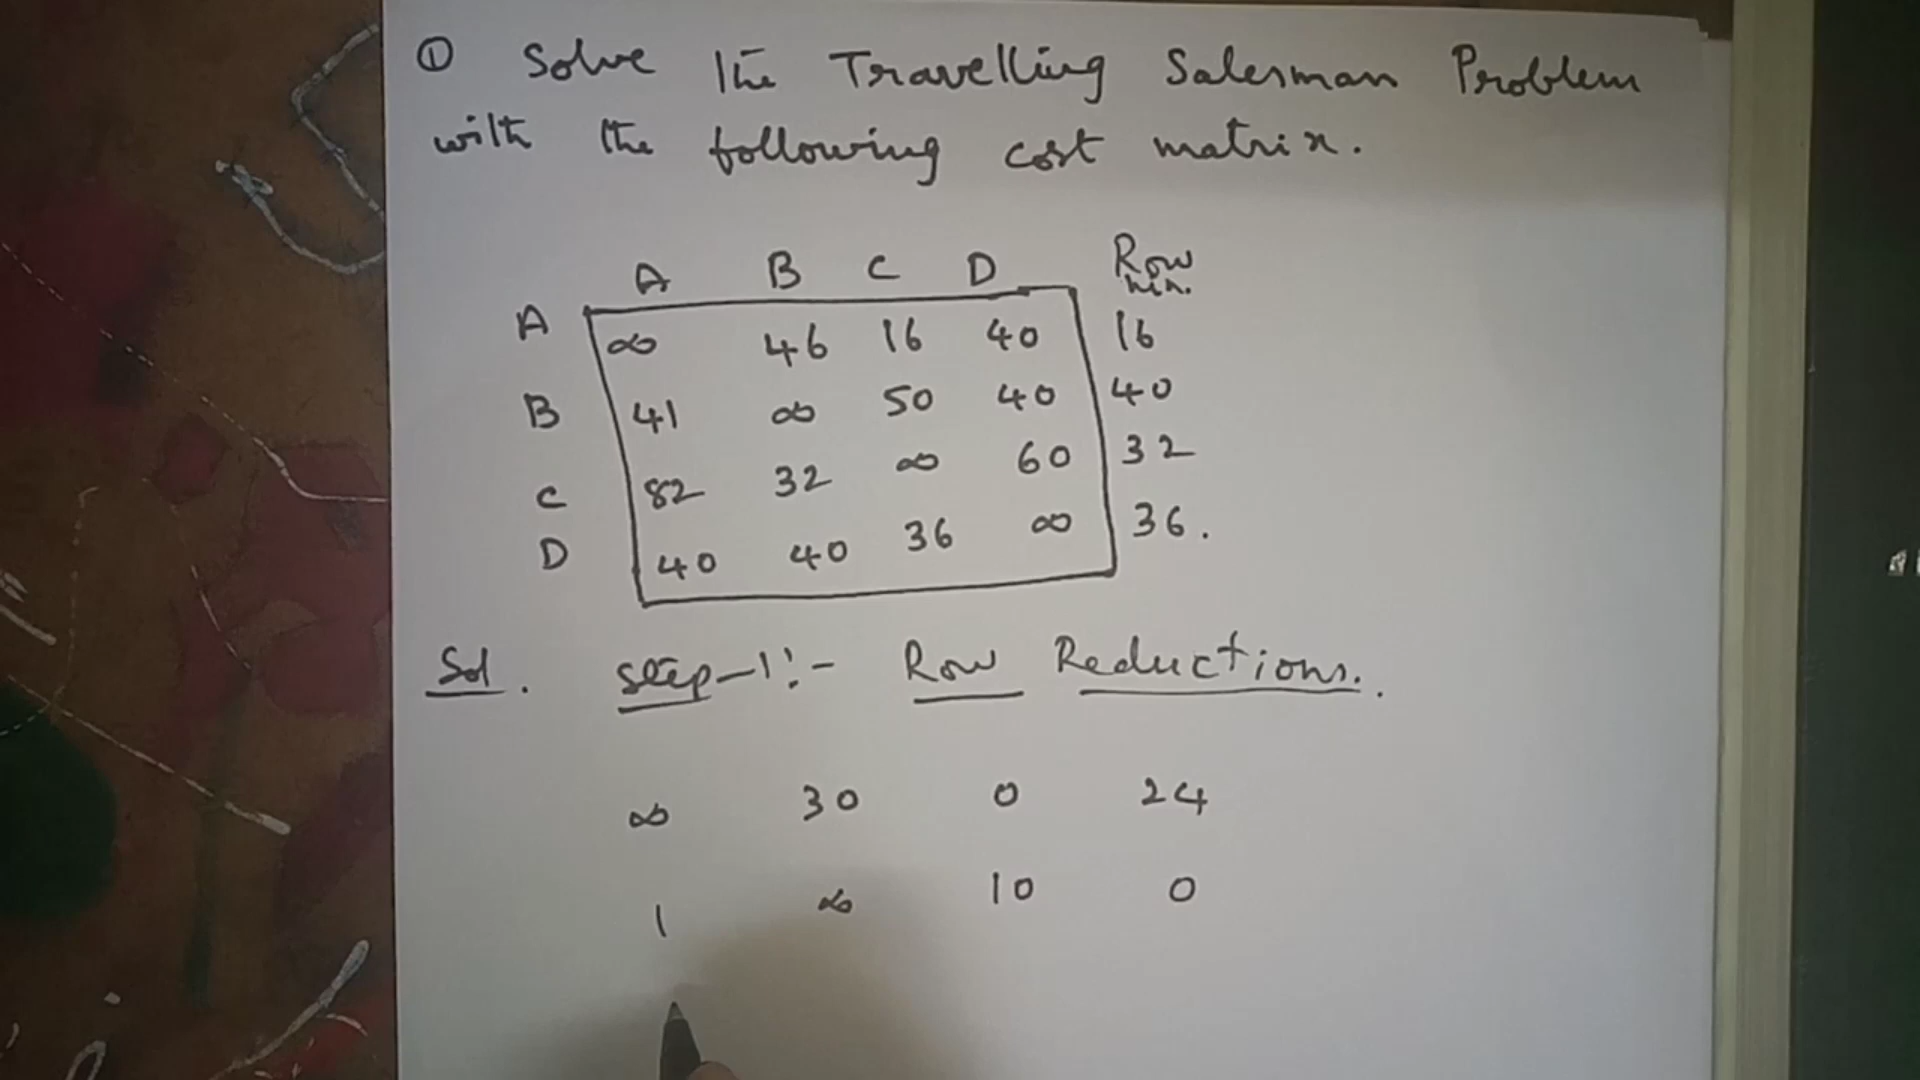 ① Solve the Travelling Salesman Problem
with the following cost matrix.
A B C D Row min.
A ∞ 46 16 40 16
B 41 ∞ 50 40 40
C 82 32 ∞ 60 32
D 40 40 36 ∞ 36.
Sol. Step-1:- Row Reductions.
∞ 30 0 24
1 ∞ 10 0